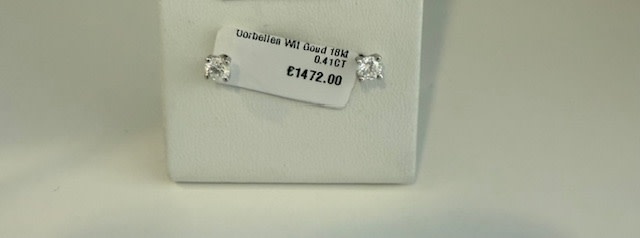 Oorbellen Wit Goud 18kt
0.41CT
€1472.00